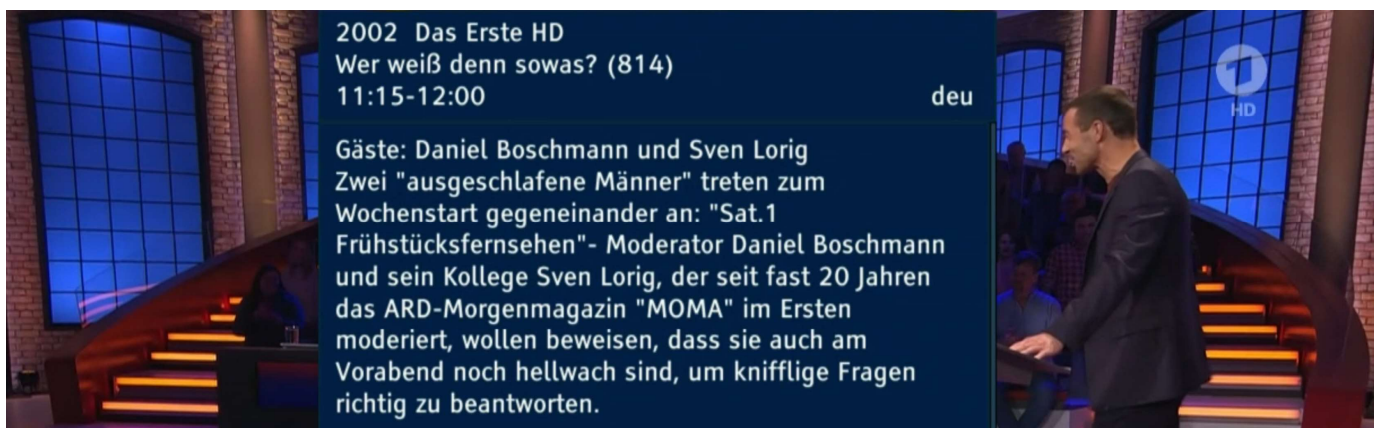 2002 Das Erste HD
Wer weiß denn sowas? (814)
11:15-12:00 deu
Gäste: Daniel Boschmann und Sven Lorig
Zwei "ausgeschlafene Männer" treten zum
Wochenstart gegeneinander an: "Sat.1
Frühstücksfernsehen"- Moderator Daniel Boschmann
und sein Kollege Sven Lorig, der seit fast 20 Jahren
das ARD-Morgenmagazin "MOMA" im Ersten
moderiert, wollen beweisen, dass sie auch am
Vorabend noch hellwach sind, um knifflige Fragen
richtig zu beantworten.
1
HD